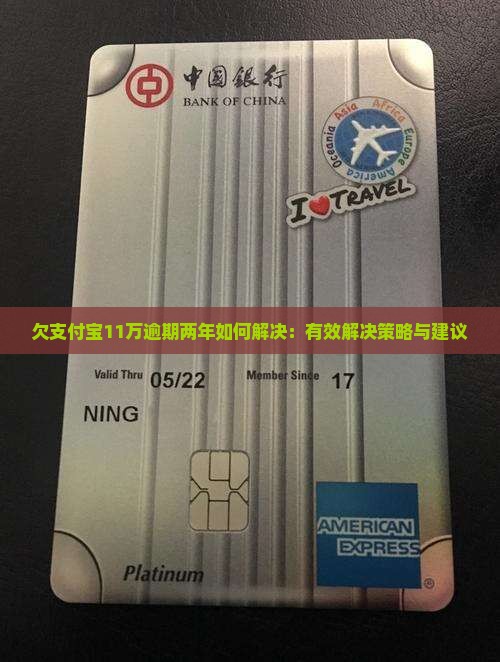 中国銀行
BANK OF CHINA
Oceania Asia Africa Europe America
I ❤ TRAVEL
欠支付宝11万逾期两年如何解决：有效解决策略与建议
Valid Thru 05/22 Member Since 17
NING
AMERICAN
EXPRESS
®
Platinum